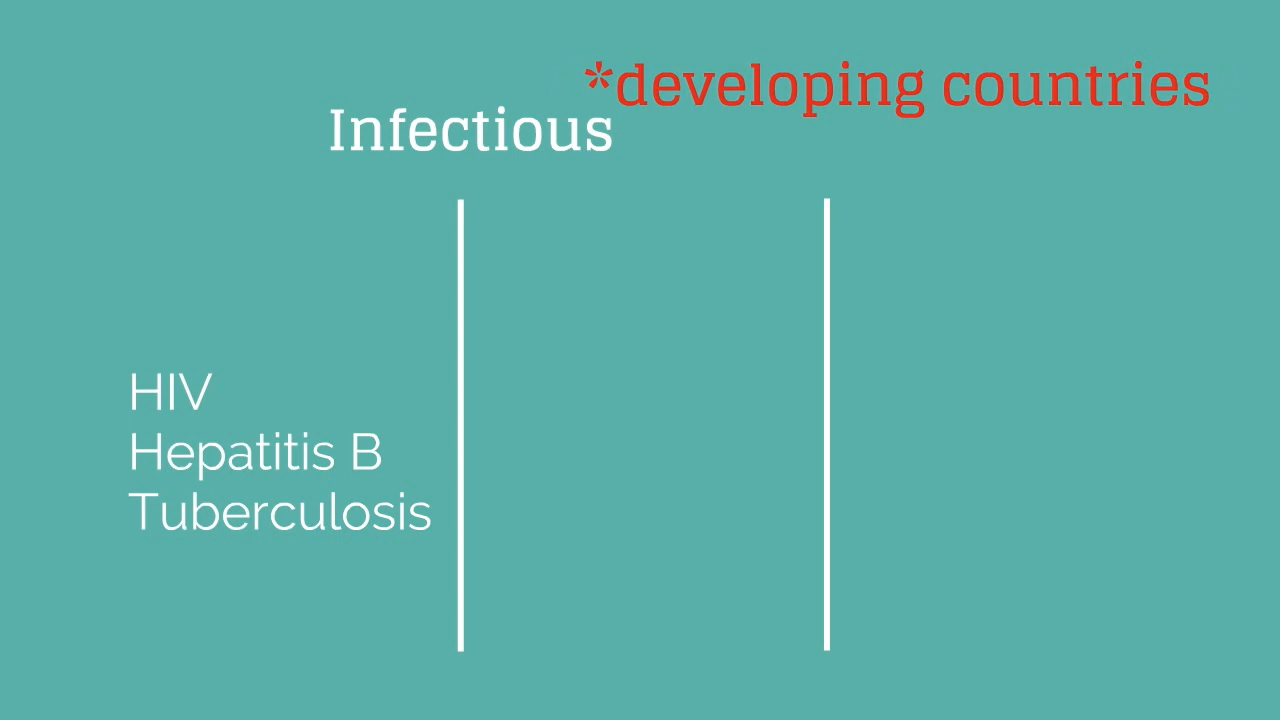 *developing countries
Infectious
HIV
Hepatitis B
Tuberculosis